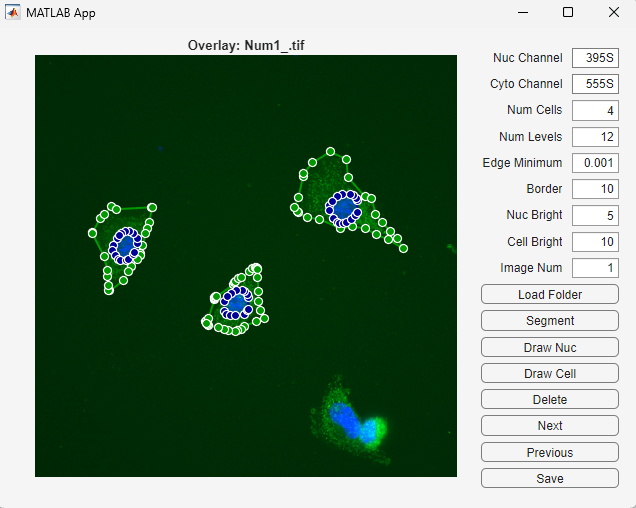 MATLAB App
Overlay: Num1_.tif
Nuc Channel 395S
Cyto Channel 555S
Num Cells 4
Num Levels 12
Edge Minimum 0.001
Border 10
Nuc Bright 5
Cell Bright 10
Image Num 1
Load Folder
Segment
Draw Nuc
Draw Cell
Delete
Next
Previous
Save